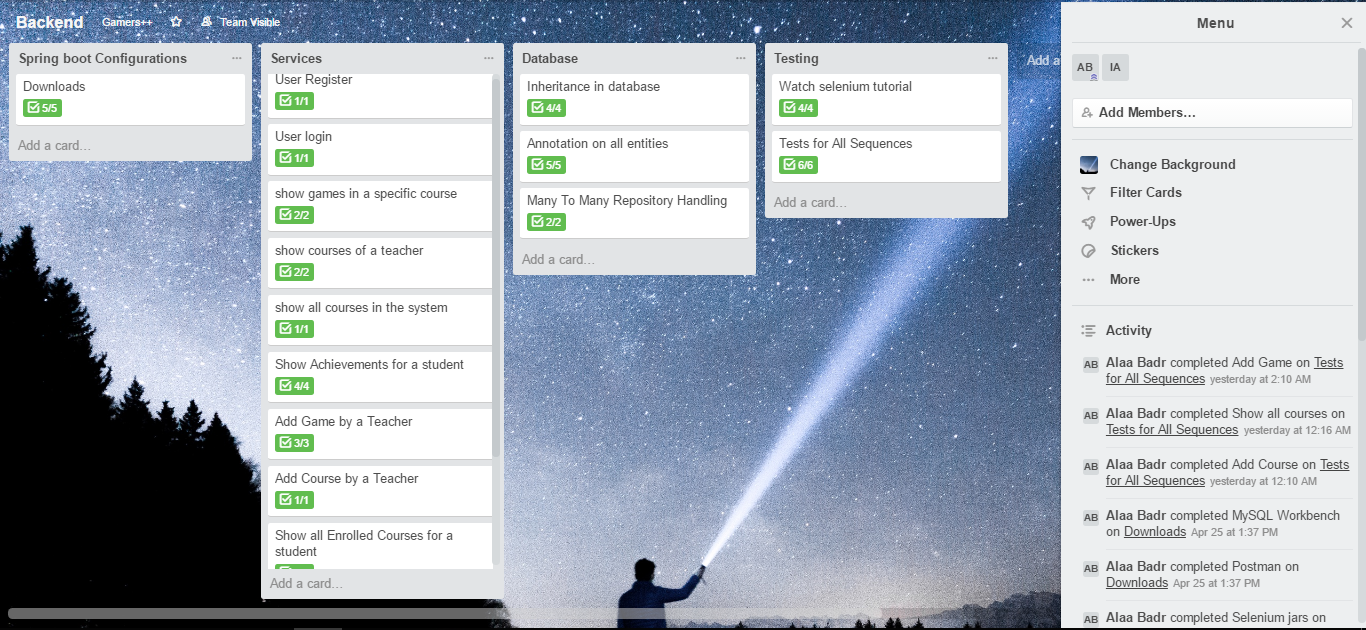 Backend Gamers++ Team Visible
Spring boot Configurations
Downloads
5/5
Add a card...
Services
User Register
1/1
User login
1/1
show games in a specific course
2/2
show courses of a teacher
2/2
show all courses in the system
1/1
Show Achievements for a student
4/4
Add Game by a Teacher
3/3
Add Course by a Teacher
1/1
Show all Enrolled Courses for a
student
Add a card...
Database
Inheritance in database
4/4
Annotation on all entities
5/5
Many To Many Repository Handling
2/2
Add a card...
Testing
Watch selenium tutorial
4/4
Tests for All Sequences
6/6
Add a card...
Add a
Menu
AB IA
Add Members...
Change Background
Filter Cards
Power-Ups
Stickers
More
Activity
AB Alaa Badr completed Add Game on Tests
for All Sequences yesterday at 2:10 AM
AB Alaa Badr completed Show all courses on
Tests for All Sequences yesterday at 12:16 AM
AB Alaa Badr completed Add Course on Tests
for All Sequences yesterday at 12:10 AM
AB Alaa Badr completed MySQL Workbench
on Downloads Apr 25 at 1:37 PM
AB Alaa Badr completed Postman on
Downloads Apr 25 at 1:37 PM
AB Alaa Badr completed Selenium jars on